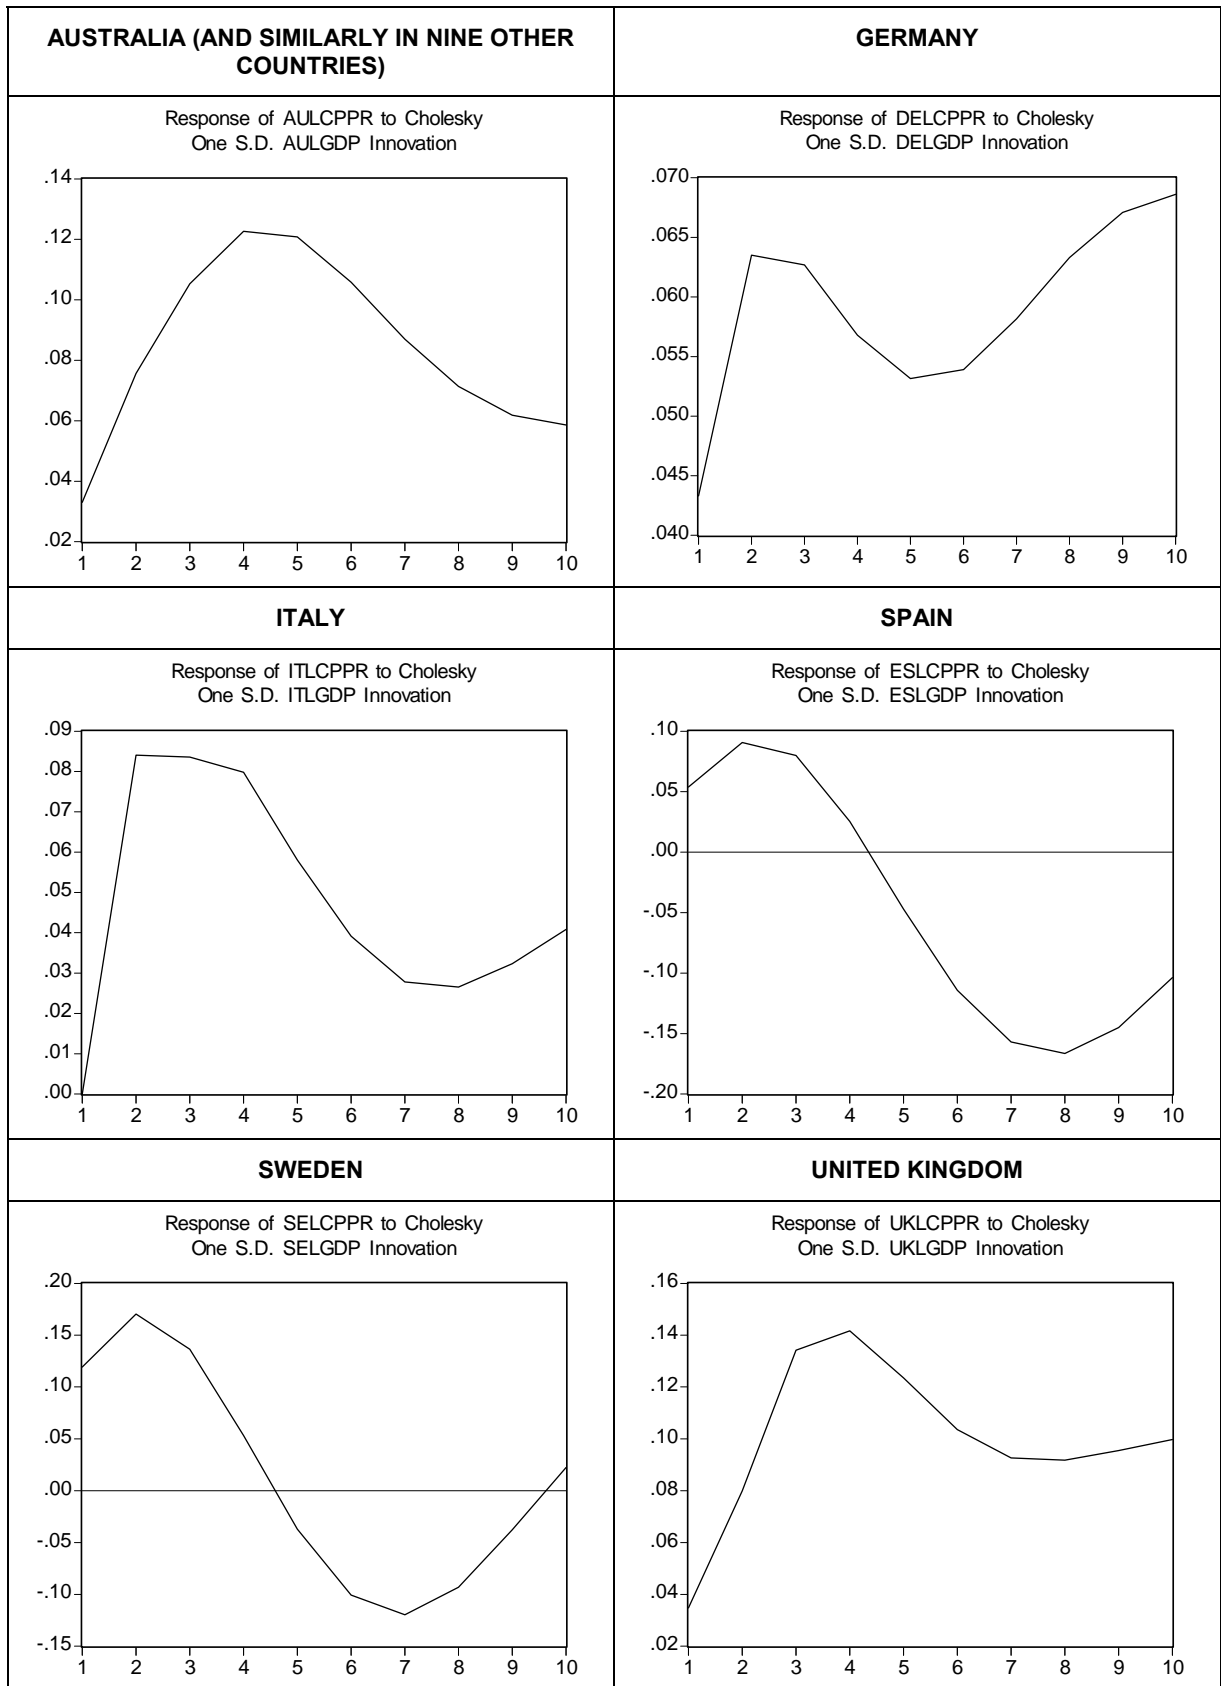 AUSTRALIA (AND SIMILARLY IN NINE OTHER
COUNTRIES)
GERMANY
Response of AULCPPR to Cholesky
One S.D. AULGDP Innovation
.14
.12
.10
.08
.06
.04
.02
1 2 3 4 5 6 7 8 9 10
Response of DELCPPR to Cholesky
One S.D. DELGDP Innovation
.070
.065
.060
.055
.050
.045
.040
1 2 3 4 5 6 7 8 9 10
ITALY
SPAIN
Response of ITLCPPR to Cholesky
One S.D. ITLGDP Innovation
.09
.08
.07
.06
.05
.04
.03
.02
.01
.00
1 2 3 4 5 6 7 8 9 10
Response of ESLCPPR to Cholesky
One S.D. ESLGDP Innovation
.10
.05
.00
-.05
-.10
-.15
-.20
1 2 3 4 5 6 7 8 9 10
SWEDEN
UNITED KINGDOM
Response of SELCPPR to Cholesky
One S.D. SELGDP Innovation
.20
.15
.10
.05
.00
-.05
-.10
-.15
1 2 3 4 5 6 7 8 9 10
Response of UKLCPPR to Cholesky
One S.D. UKLGDP Innovation
.16
.14
.12
.10
.08
.06
.04
.02
1 2 3 4 5 6 7 8 9 10